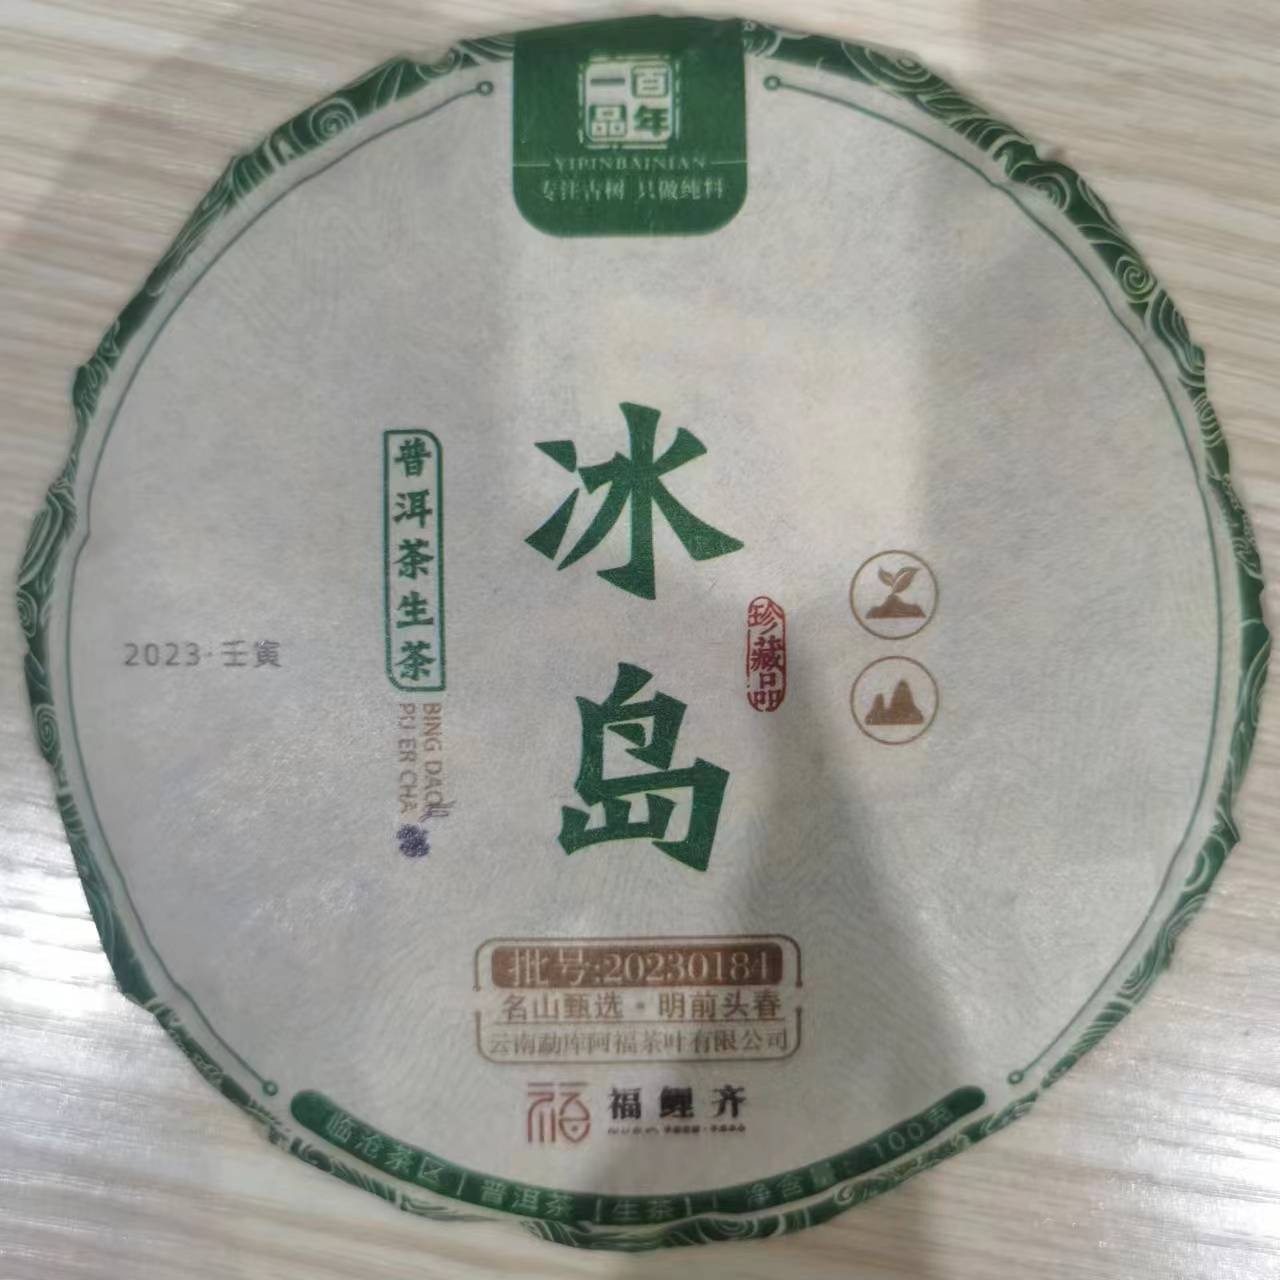 一百
品年
YIPINBAINIAN
专注古树 只做纯料
冰岛
珍藏品
普洱茶生茶
BING DAO
PU ER CHA
2023·壬寅
批号:20230184
名山甄选·明前头春
云南勐库阿福茶叶有限公司
福鲤齐
临沧茶区|普洱茶|生茶|净含量:100克